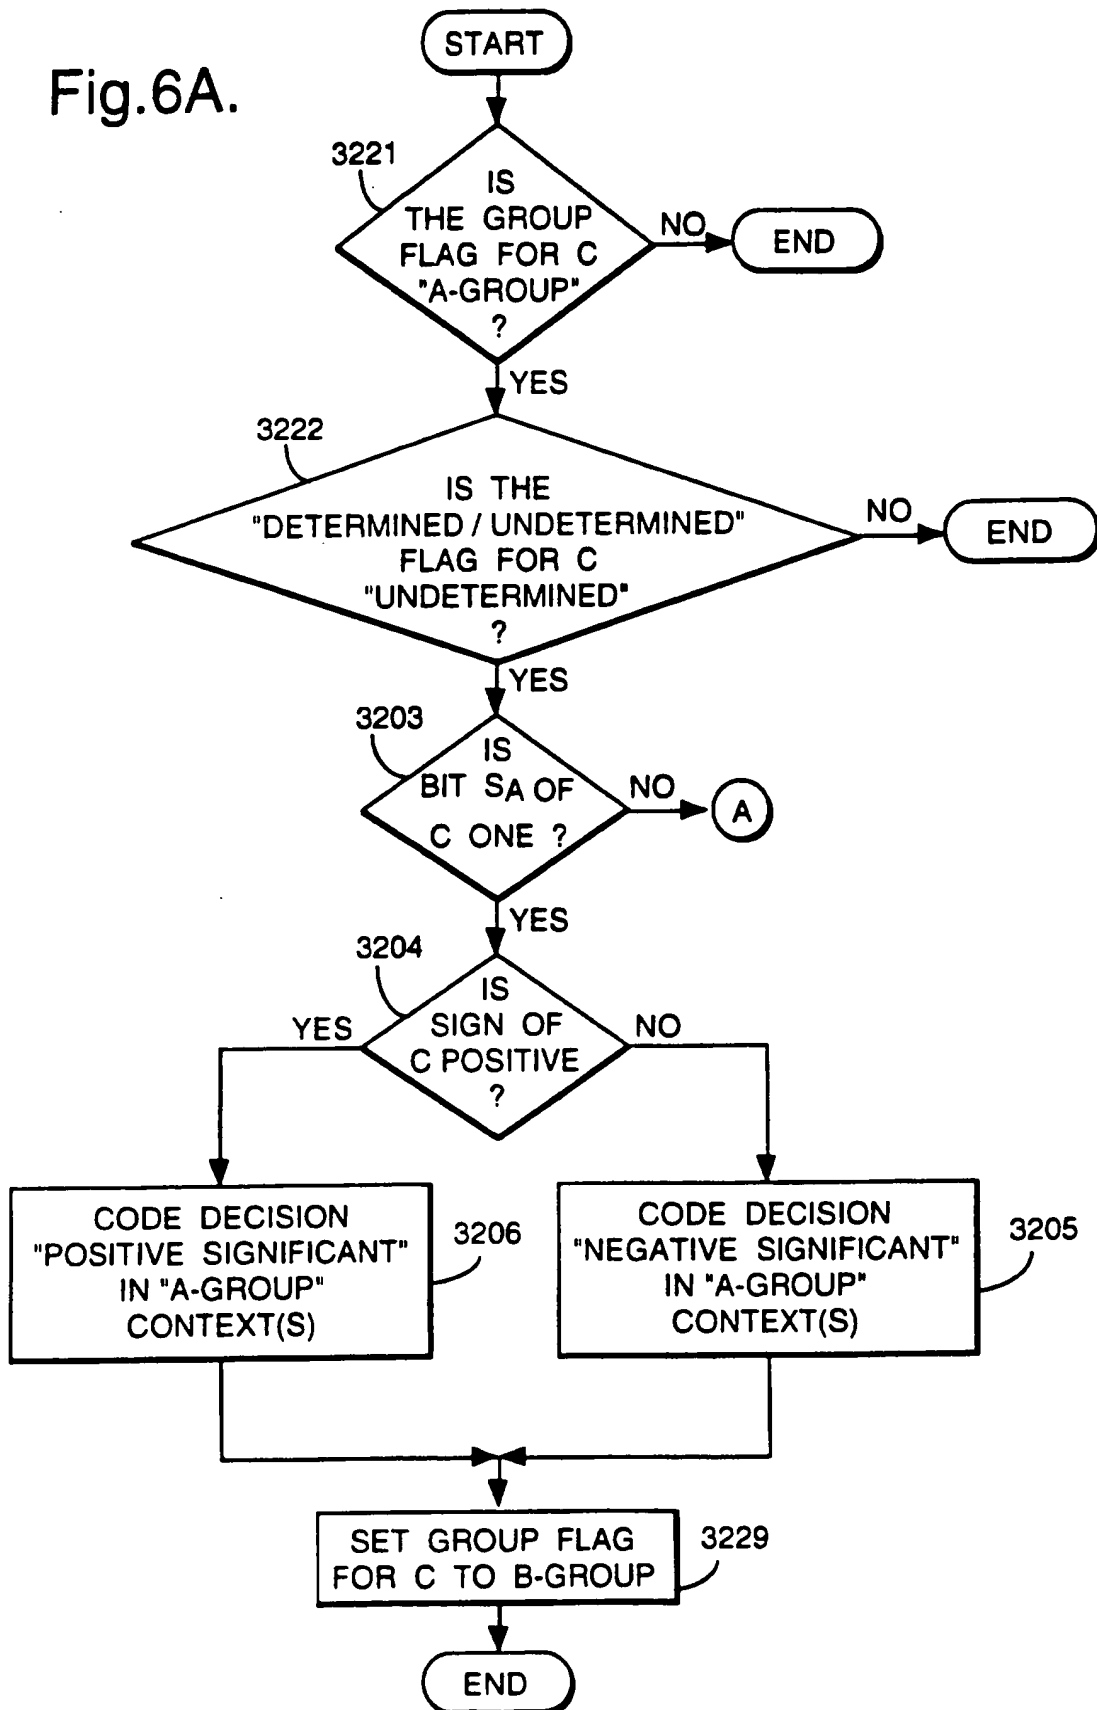 START
Fig.6A.
3221
IS
THE GROUP
FLAG FOR C
"A-GROUP"
?
NO
END
YES
3222
IS THE
"DETERMINED / UNDETERMINED"
FLAG FOR C
"UNDETERMINED"
?
NO
END
YES
3203
IS
BIT SA OF
C ONE ?
NO
A
YES
3204
IS
SIGN OF
C POSITIVE
?
YES
NO
CODE DECISION
"POSITIVE SIGNIFICANT"
IN "A-GROUP"
CONTEXT(S)
3206
CODE DECISION
"NEGATIVE SIGNIFICANT"
IN "A-GROUP"
CONTEXT(S)
3205
SET GROUP FLAG
FOR C TO B-GROUP
3229
END